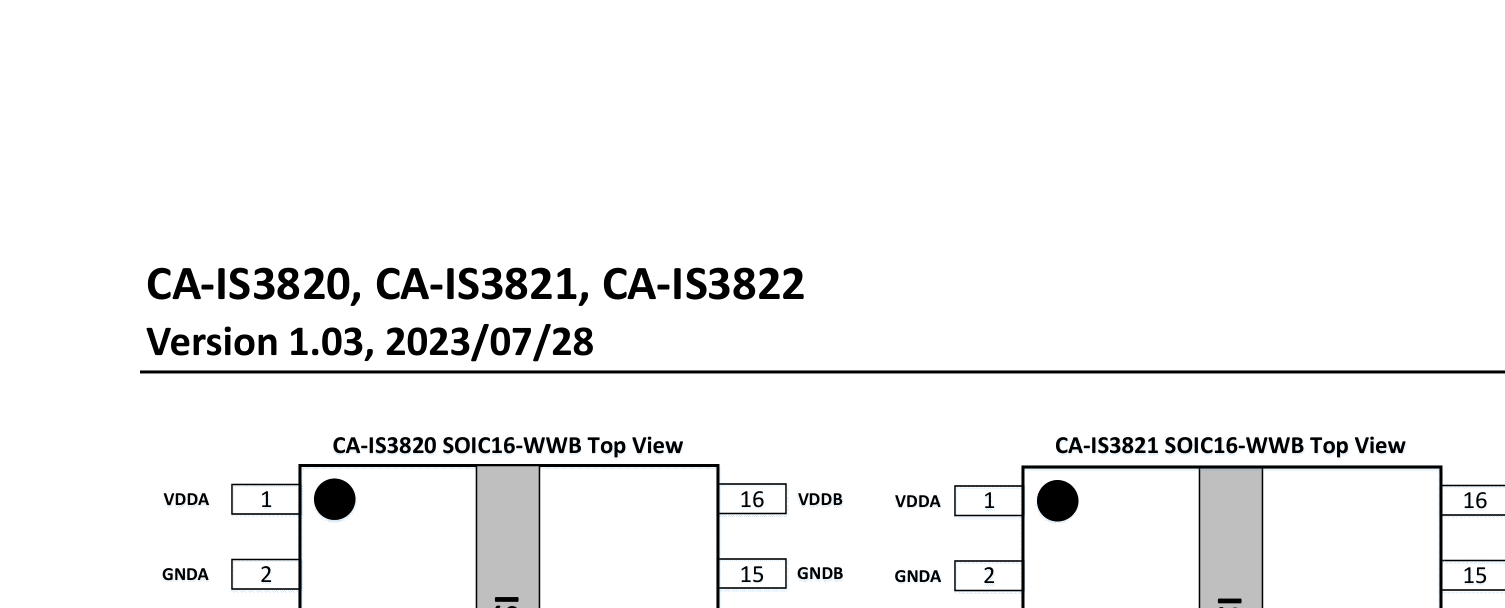 CA-IS3820, CA-IS3821, CA-IS3822
Version 1.03, 2023/07/28
CA-IS3820 SOIC16-WWB Top View
CA-IS3821 SOIC16-WWB Top View
VDDA 1 16 VDDB
VDDA 1 16
GNDA 2 15 GNDB
GNDA 2 15